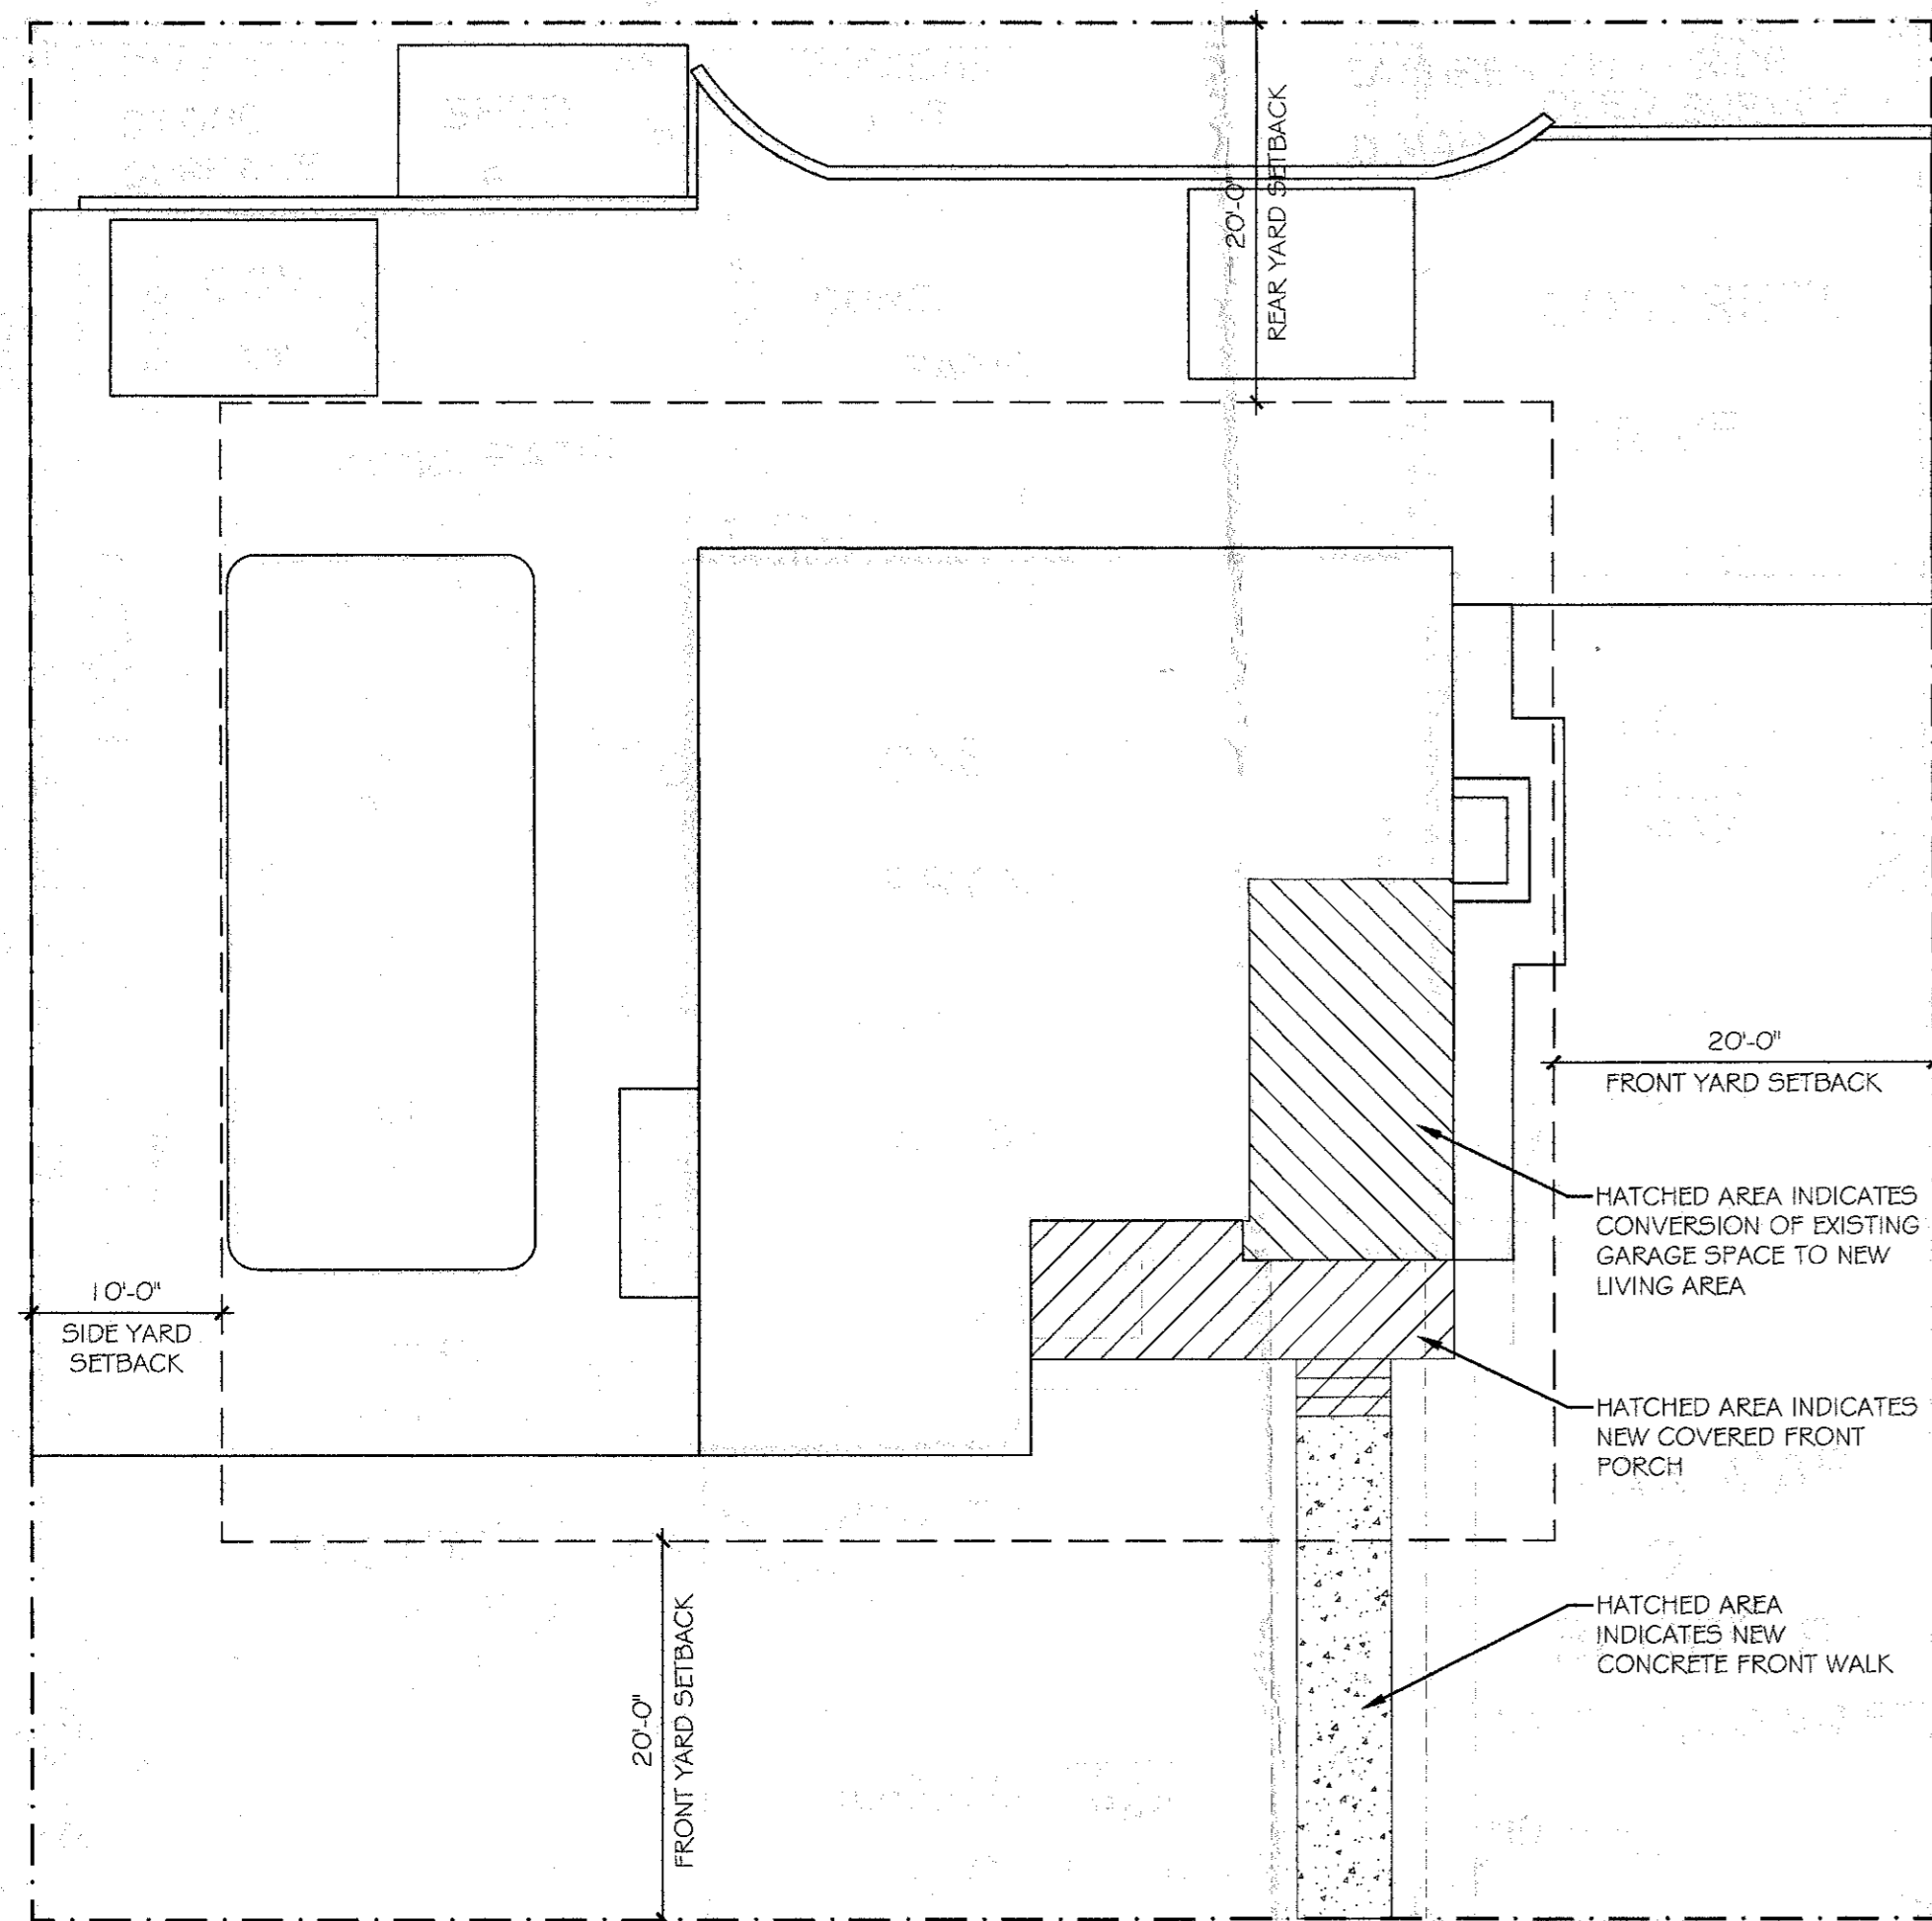 20'-0"
REAR YARD SETBACK
20'-0"
FRONT YARD SETBACK
HATCHED AREA INDICATES
CONVERSION OF EXISTING
GARAGE SPACE TO NEW
LIVING AREA
10'-0"
SIDE YARD
SETBACK
HATCHED AREA INDICATES
NEW COVERED FRONT
PORCH
HATCHED AREA
INDICATES NEW
CONCRETE FRONT WALK
20'-0"
FRONT YARD SETBACK